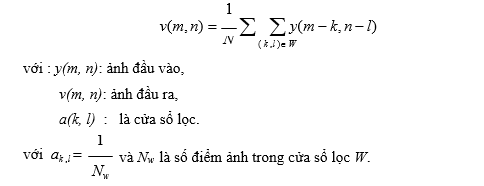 v(m, n) = \frac{1}{N} \sum \sum_{(k,l)\in W} y(m − k, n − l)
với : y(m, n): ảnh đầu vào,
v(m, n): ảnh đầu ra,
a(k, l) : là cửa sổ lọc.
với a_{k,l} = \frac{1}{N_w} và N_w là số điểm ảnh trong cửa sổ lọc W.